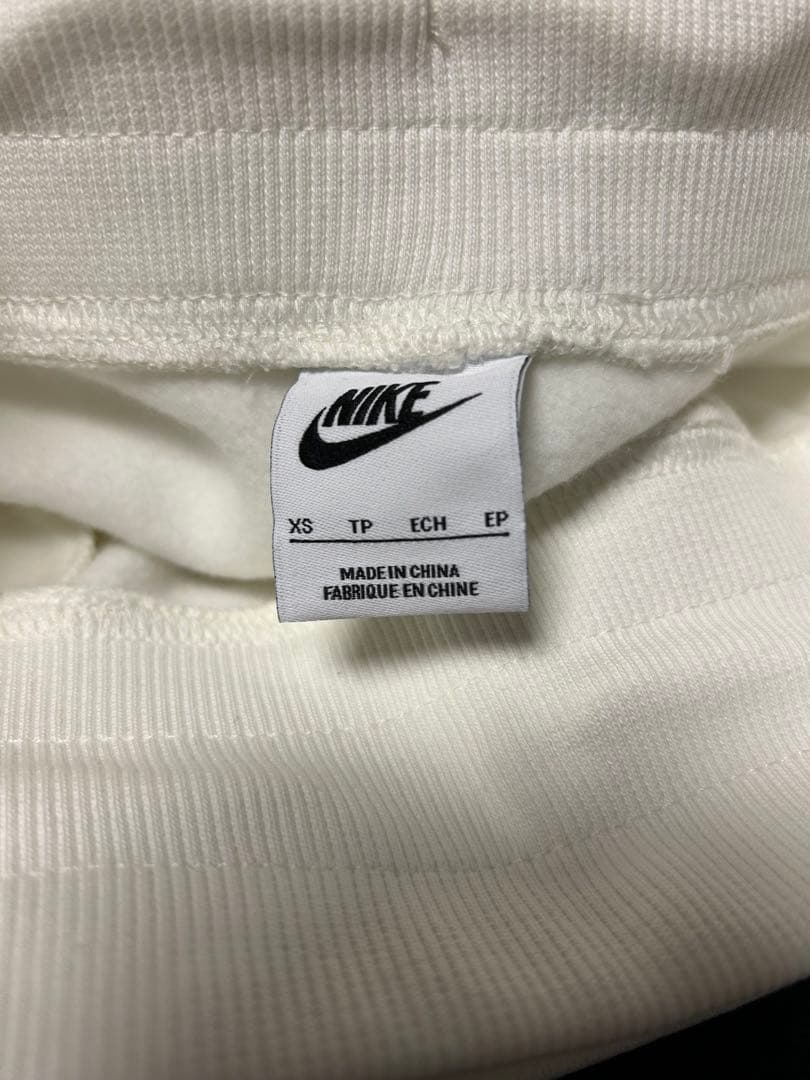 NIKE
XS TP ECH EP
MADE IN CHINA
FABRIQUE EN CHINE